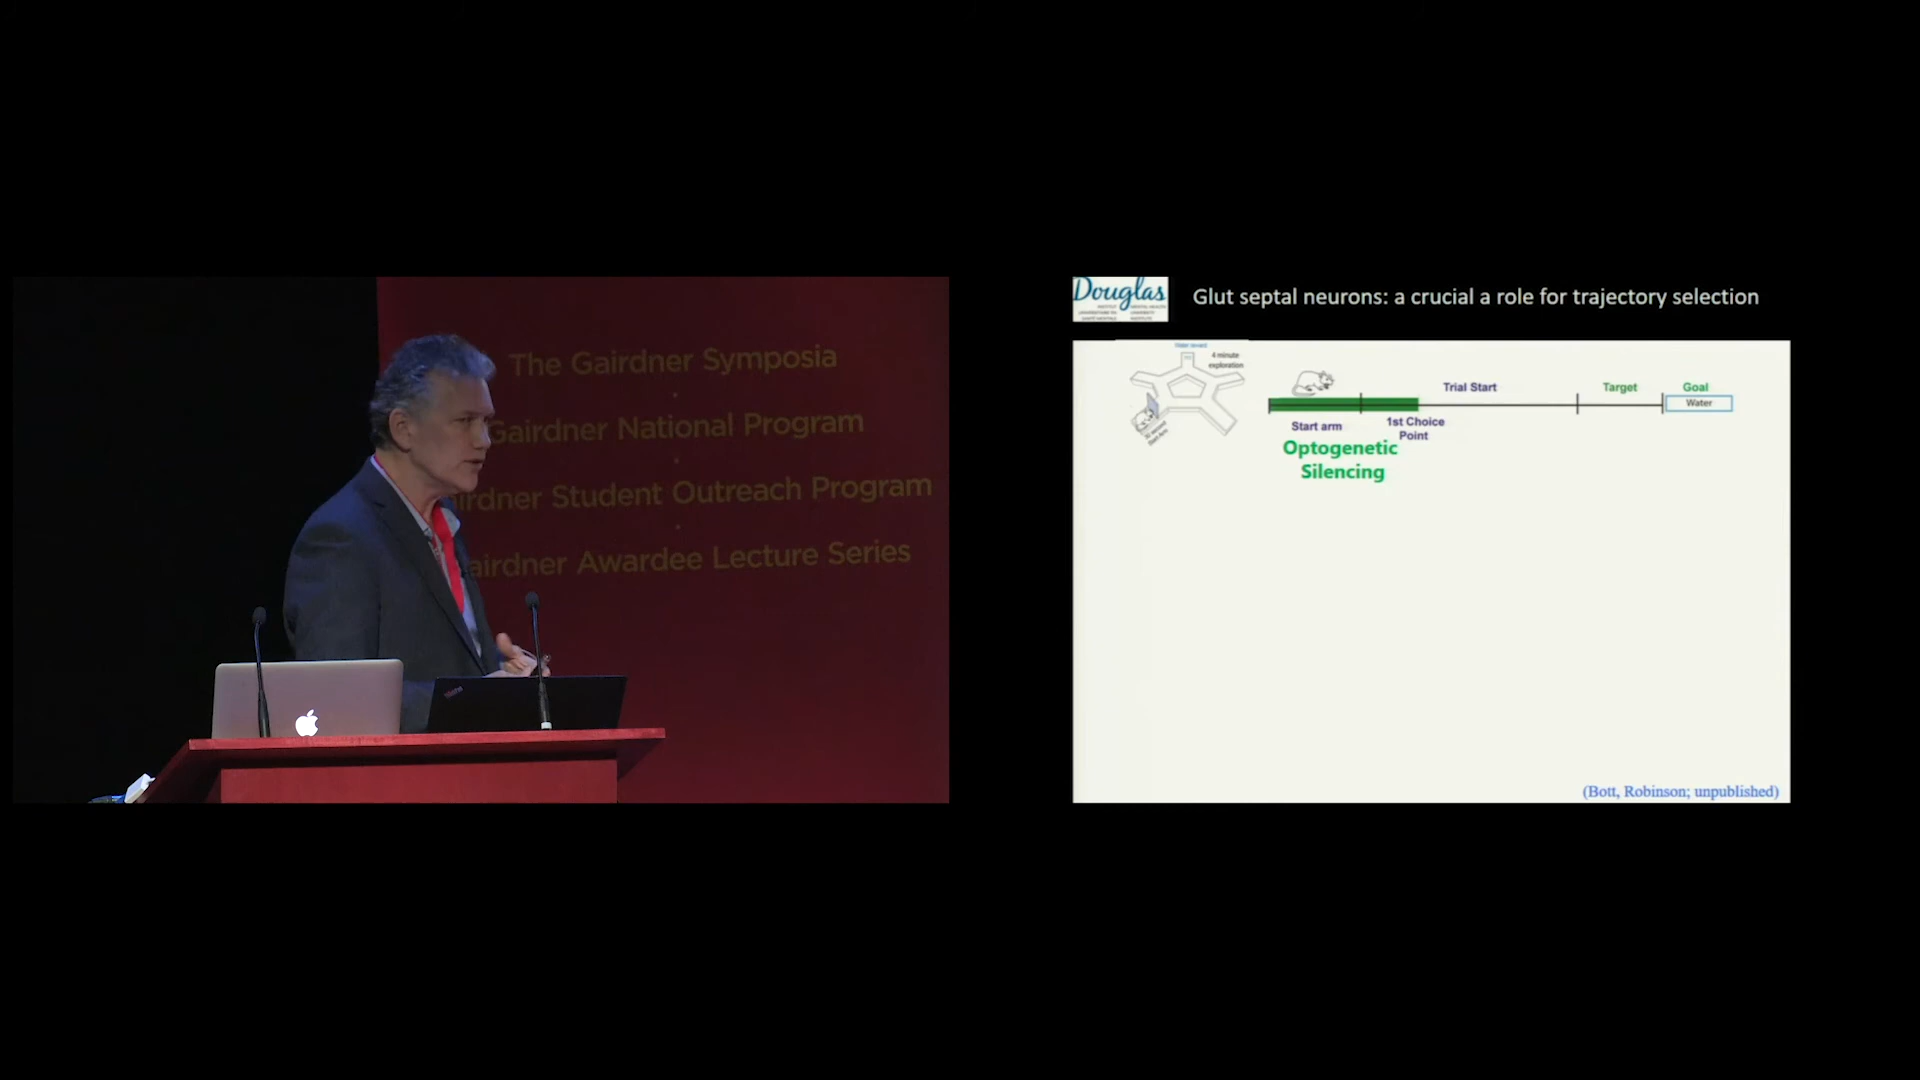 The Gairdner Symposia
Gairdner National Program
irdner Student Outreach Program
airdner Awardee Lecture Series
Douglas
Glut septal neurons: a crucial a role for trajectory selection
4 minute
exploration
Trial Start
Target
Goal
Water
Start arm
1st Choice
Point
Optogenetic
Silencing
(Bott, Robinson; unpublished)